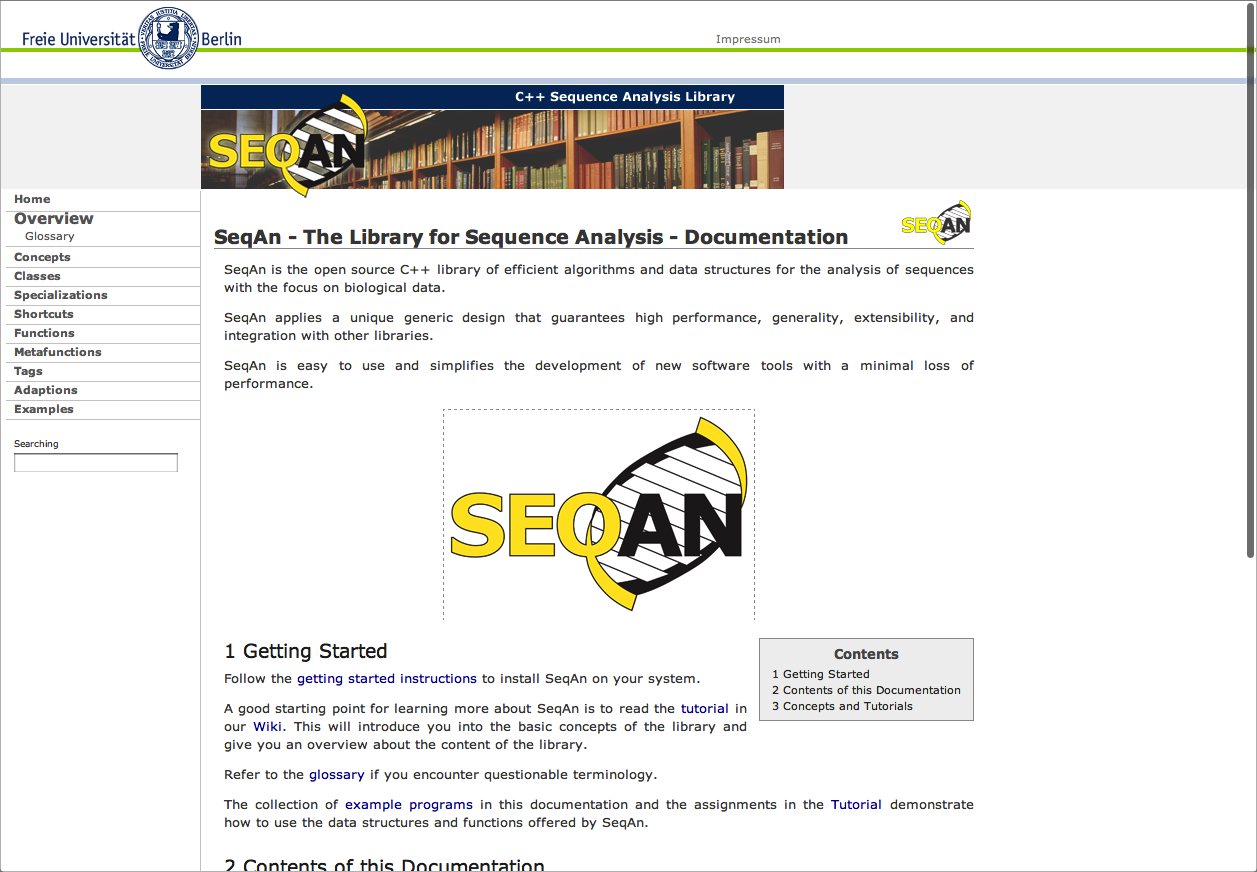 Freie Universität Berlin
Impressum
C++ Sequence Analysis Library
SEQAN
Home
Overview
Glossary
Concepts
Classes
Specializations
Shortcuts
Functions
Metafunctions
Tags
Adaptions
Examples
Searching
SEQAN
SeqAn - The Library for Sequence Analysis - Documentation
SeqAn is the open source C++ library of efficient algorithms and data structures for the analysis of sequences
with the focus on biological data.
SeqAn applies a unique generic design that guarantees high performance, generality, extensibility, and
integration with other libraries.
SeqAn is easy to use and simplifies the development of new software tools with a minimal loss of
performance.
SEQAN
1 Getting Started
Follow the getting started instructions to install SeqAn on your system.
A good starting point for learning more about SeqAn is to read the tutorial in
our Wiki. This will introduce you into the basic concepts of the library and
give you an overview about the content of the library.
Contents
1 Getting Started
2 Contents of this Documentation
3 Concepts and Tutorials
Refer to the glossary if you encounter questionable terminology.
The collection of example programs in this documentation and the assignments in the Tutorial demonstrate
how to use the data structures and functions offered by SeqAn.
2 Contents of this Documentation